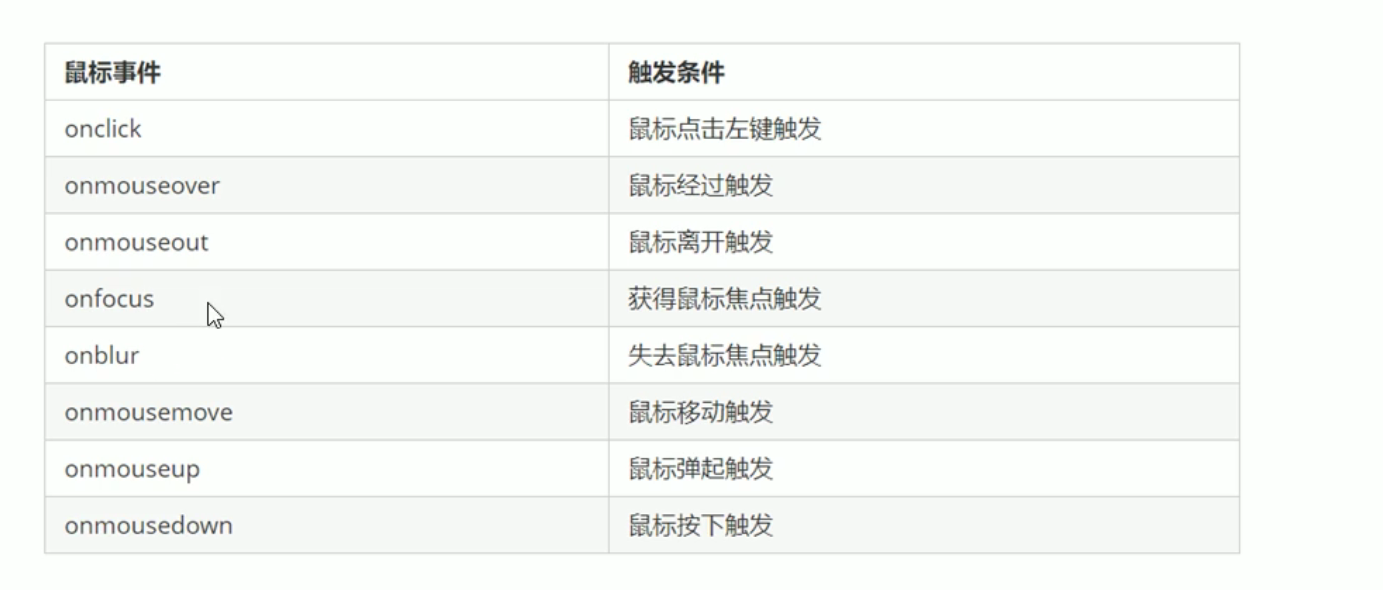 鼠标事件 触发条件
onclick 鼠标点击左键触发
onmouseover 鼠标经过触发
onmouseout 鼠标离开触发
onfocus 获得鼠标焦点触发
onblur 失去鼠标焦点触发
onmousemove 鼠标移动触发
onmouseup 鼠标弹起触发
onmousedown 鼠标按下触发